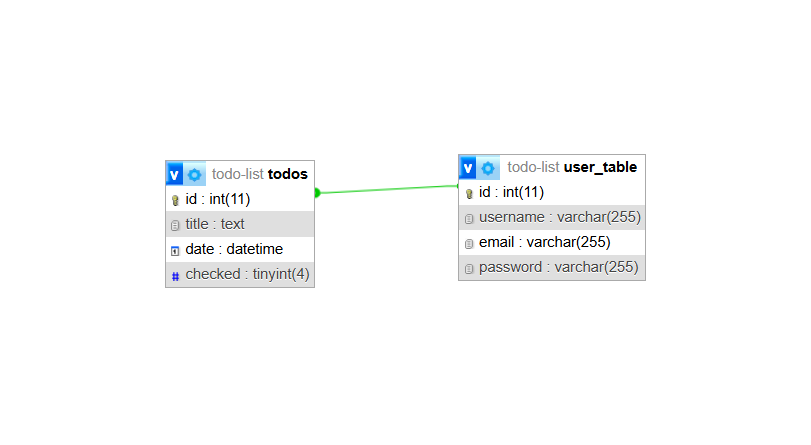 v todo-list todos
id : int(11)
title : text
date : datetime
checked : tinyint(4)
v todo-list user_table
id : int(11)
username : varchar(255)
email : varchar(255)
password : varchar(255)